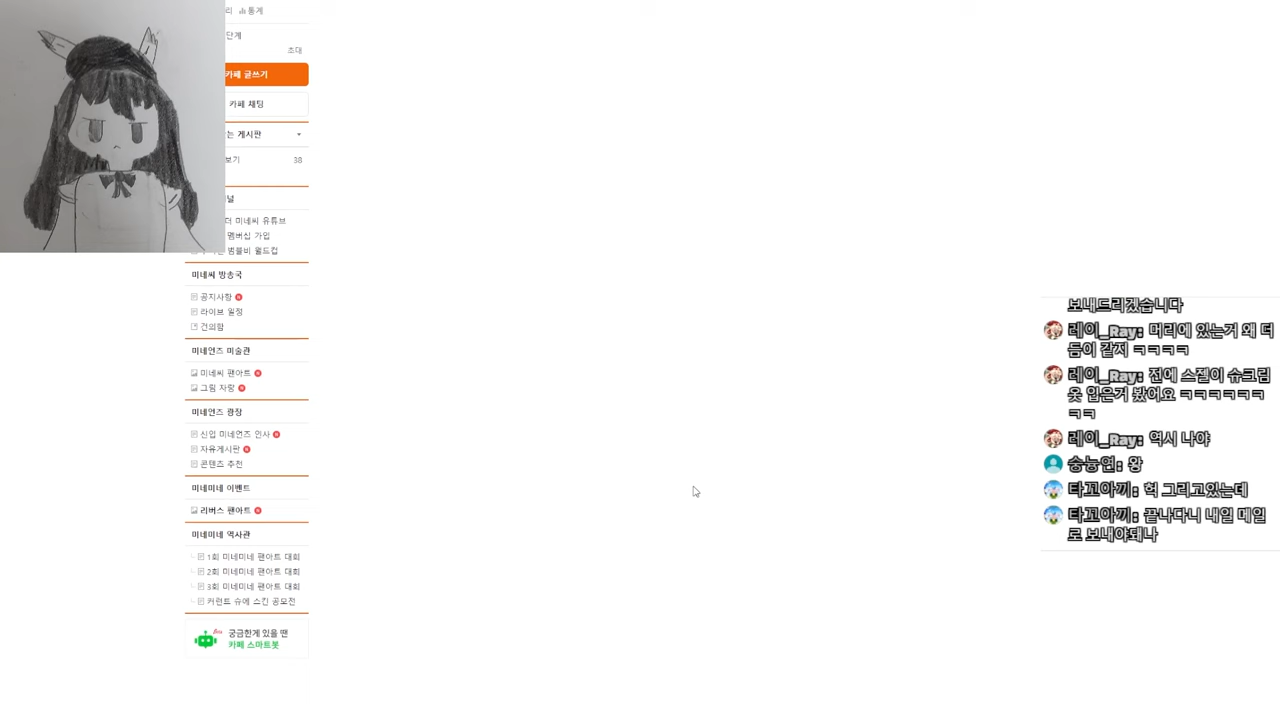 리 통계
단계
초대
카페 글쓰기
카페 채팅
는 게시판
보기 38
널
더 미네씨 유튜브
멤버십 가입
범블비 월드컵
미네씨 방송국
공지사항
라이브 일정
건의함
미네언즈 미술관
미네씨 팬아트
그림 자랑
미네언즈 광장
신입 미네언즈 인사
자유게시판
콘텐츠 추천
미네미네 이벤트
리버스 팬아트
미네미네 역사관
1회 미네미네 팬아트 대회
2회 미네미네 팬아트 대회
3회 미네미네 팬아트 대회
커런트 슈에 스킨 공모전
궁금한게 있을 땐
카페 스마트봇
보내드리겠습니다
레이_Ray: 머리에 있는거 왜 더
듬이 같지 ㅋㅋㅋㅋ
레이_Ray: 전에 스젤이 슈크림
옷 입은거 봤어요 ㅋㅋㅋㅋㅋㅋ
ㅋㅋ
레이_Ray: 역시 나야
숭늉연: 왕
타꼬아끼: 헉 그리고있는데
타꼬아끼: 끝나다니 내일 메일
로 보내야돼나